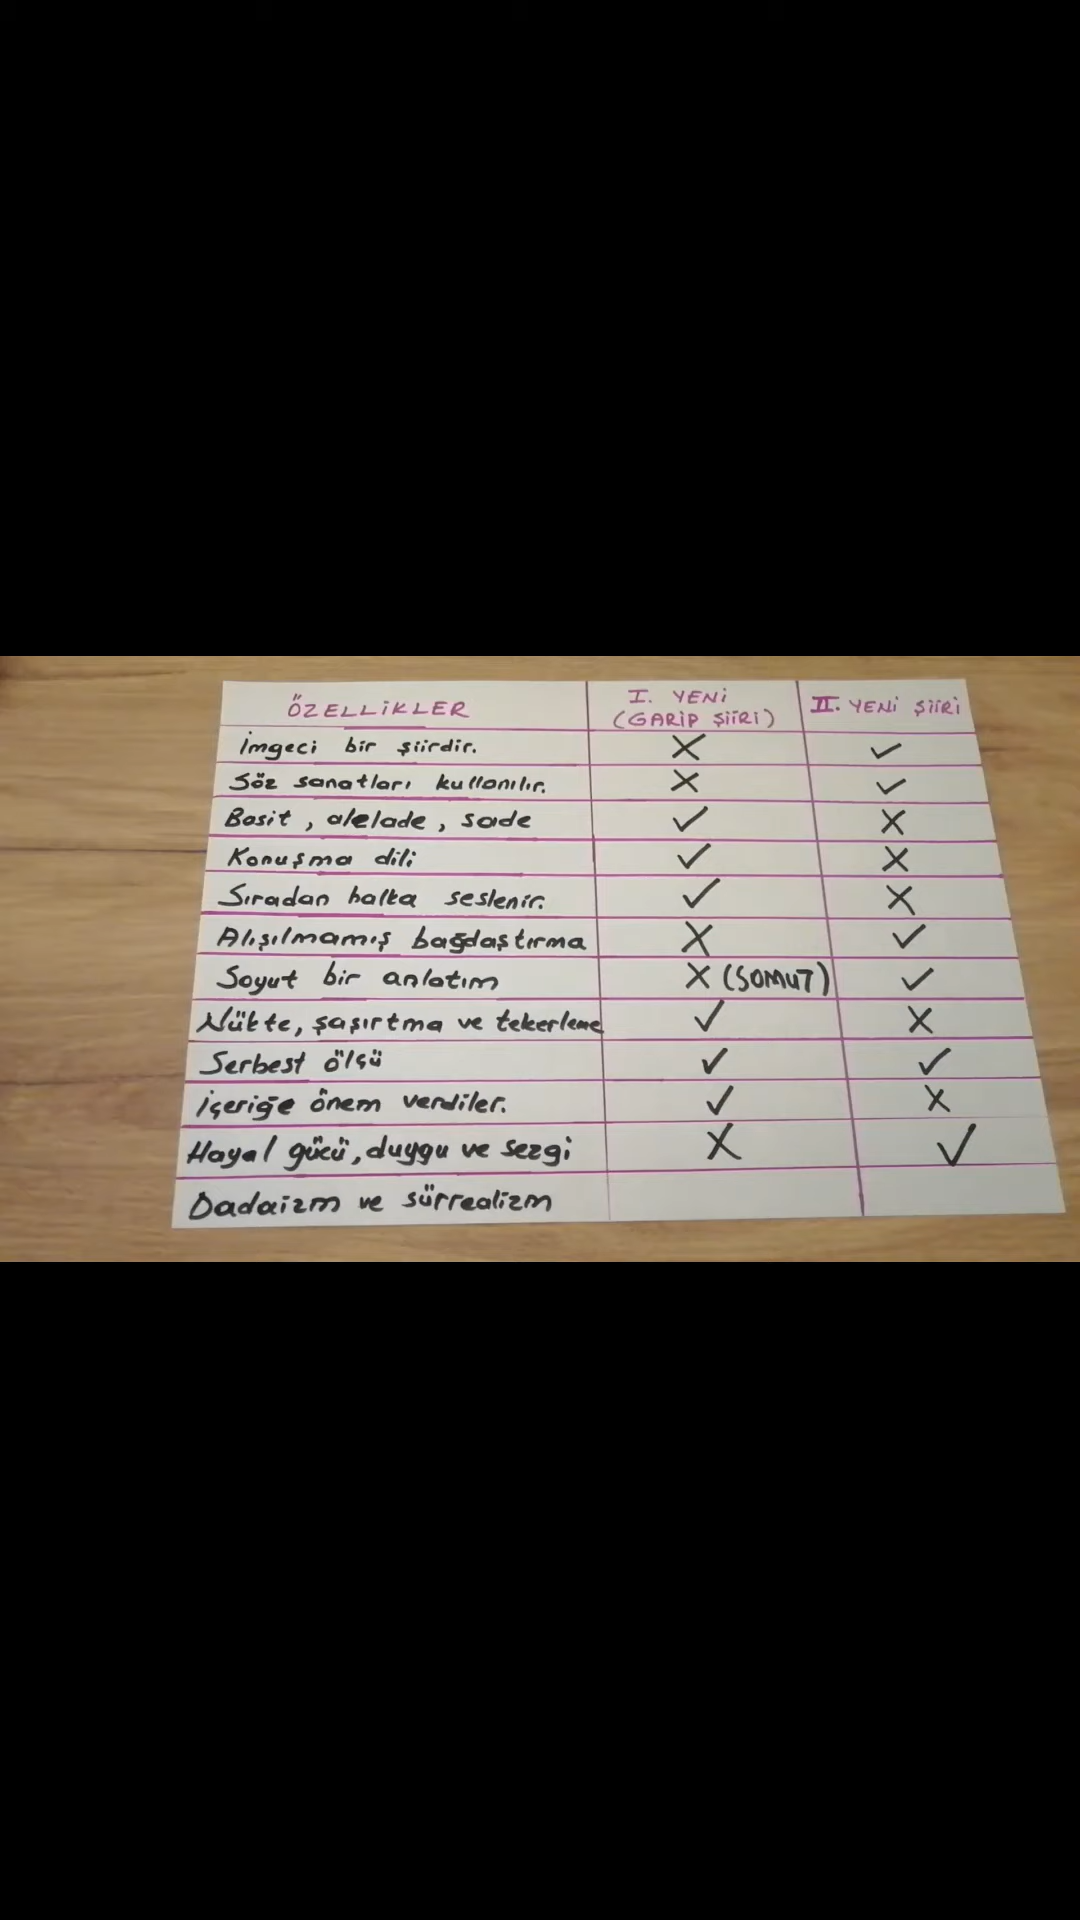 ÖZELLİKLER I. YENİ (GARİP ŞİİRİ) II. YENİ ŞİİRİ
İmgeci bir şiirdir. X ✓
Söz sanatları kullanılır. X ✓
Basit, alelade, sade ✓ X
Konuşma dili ✓ X
Sıradan halka seslenir. ✓ X
Alışılmamış bağdaştırma X ✓
Soyut bir anlatım X (SOMUT) ✓
Nükte, şaşırtma ve tekerleme ✓ X
Serbest ölçü ✓ ✓
İçeriğe önem verdiler. ✓ X
Hayal gücü, duygu ve sezgi X ✓
Dadaizm ve sürrealizm